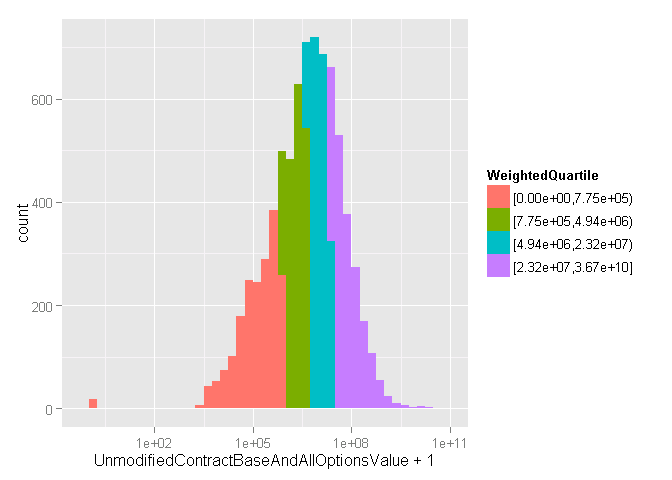 600
400
200
0
count
1e+02 1e+05 1e+08 1e+11
UnmodifiedContractBaseAndAllOptionsValue + 1
WeightedQuartile
[0.00e+00,7.75e+05)
[7.75e+05,4.94e+06)
[4.94e+06,2.32e+07)
[2.32e+07,3.67e+10]